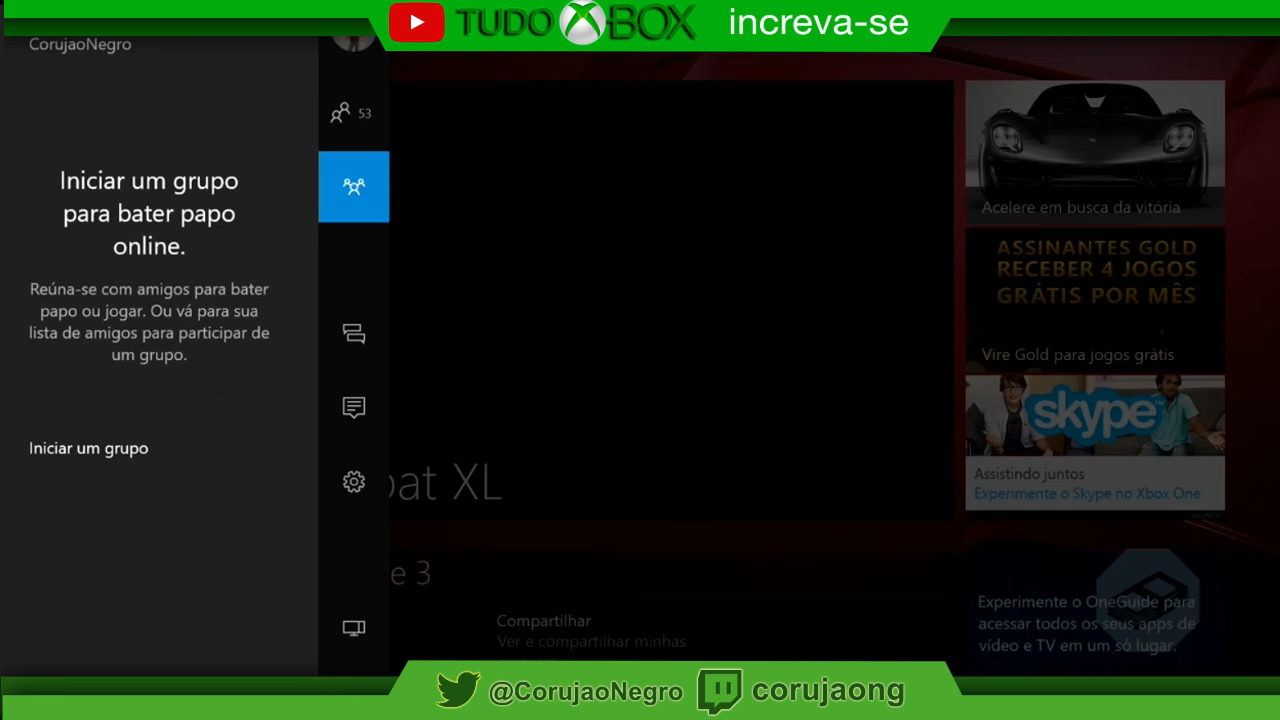 TUDO XBOX increva-se
CorujaoNegro
53
Iniciar um grupo
para bater papo
online.
Reúna-se com amigos para bater
papo ou jogar. Ou vá para sua
lista de amigos para participar de
um grupo.
Iniciar um grupo
bat XL
e 3
Compartilhar
Ver e compartilhar minhas
Acelere em busca da vitória
ASSINANTES GOLD
RECEBER 4 JOGOS
GRÁTIS POR MÊS
Vire Gold para jogos grátis
skype™
Assistindo juntos
Experimente o Skype no Xbox One
Experimente o OneGuide para
acessar todos os seus apps de
vídeo e TV em um só lugar.
@CorujaoNegro corujaong